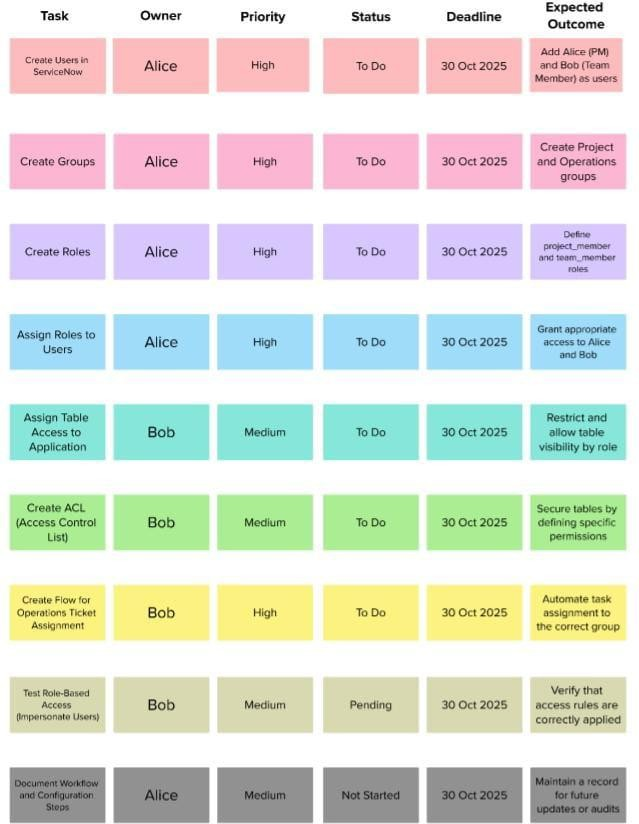 Task Owner Priority Status Deadline Expected
Outcome
Create Users in
ServiceNow
Alice
High
To Do
30 Oct 2025
Add Alice (PM)
and Bob (Team
Member) as users
Create Groups
Alice
High
To Do
30 Oct 2025
Create Project
and Operations
groups
Create Roles
Alice
High
To Do
30 Oct 2025
Define
project_member
and team_member
roles
Assign Roles to
Users
Alice
High
To Do
30 Oct 2025
Grant appropriate
access to Alice
and Bob
Assign Table
Access to
Application
Bob
Medium
To Do
30 Oct 2025
Restrict and
allow table
visibility by role
Create ACL
(Access Control
List)
Bob
Medium
To Do
30 Oct 2025
Secure tables by
defining specific
permissions
Create Flow for
Operations Ticket
Assignment
Bob
High
To Do
30 Oct 2025
Automate task
assignment to
the correct group
Test Role-Based
Access
(Impersonate Users)
Bob
Medium
Pending
30 Oct 2025
Verify that
access rules are
correctly applied
Document Workflow
and Configuration
Steps
Alice
Medium
Not Started
30 Oct 2025
Maintain a record
for future
updates or audits